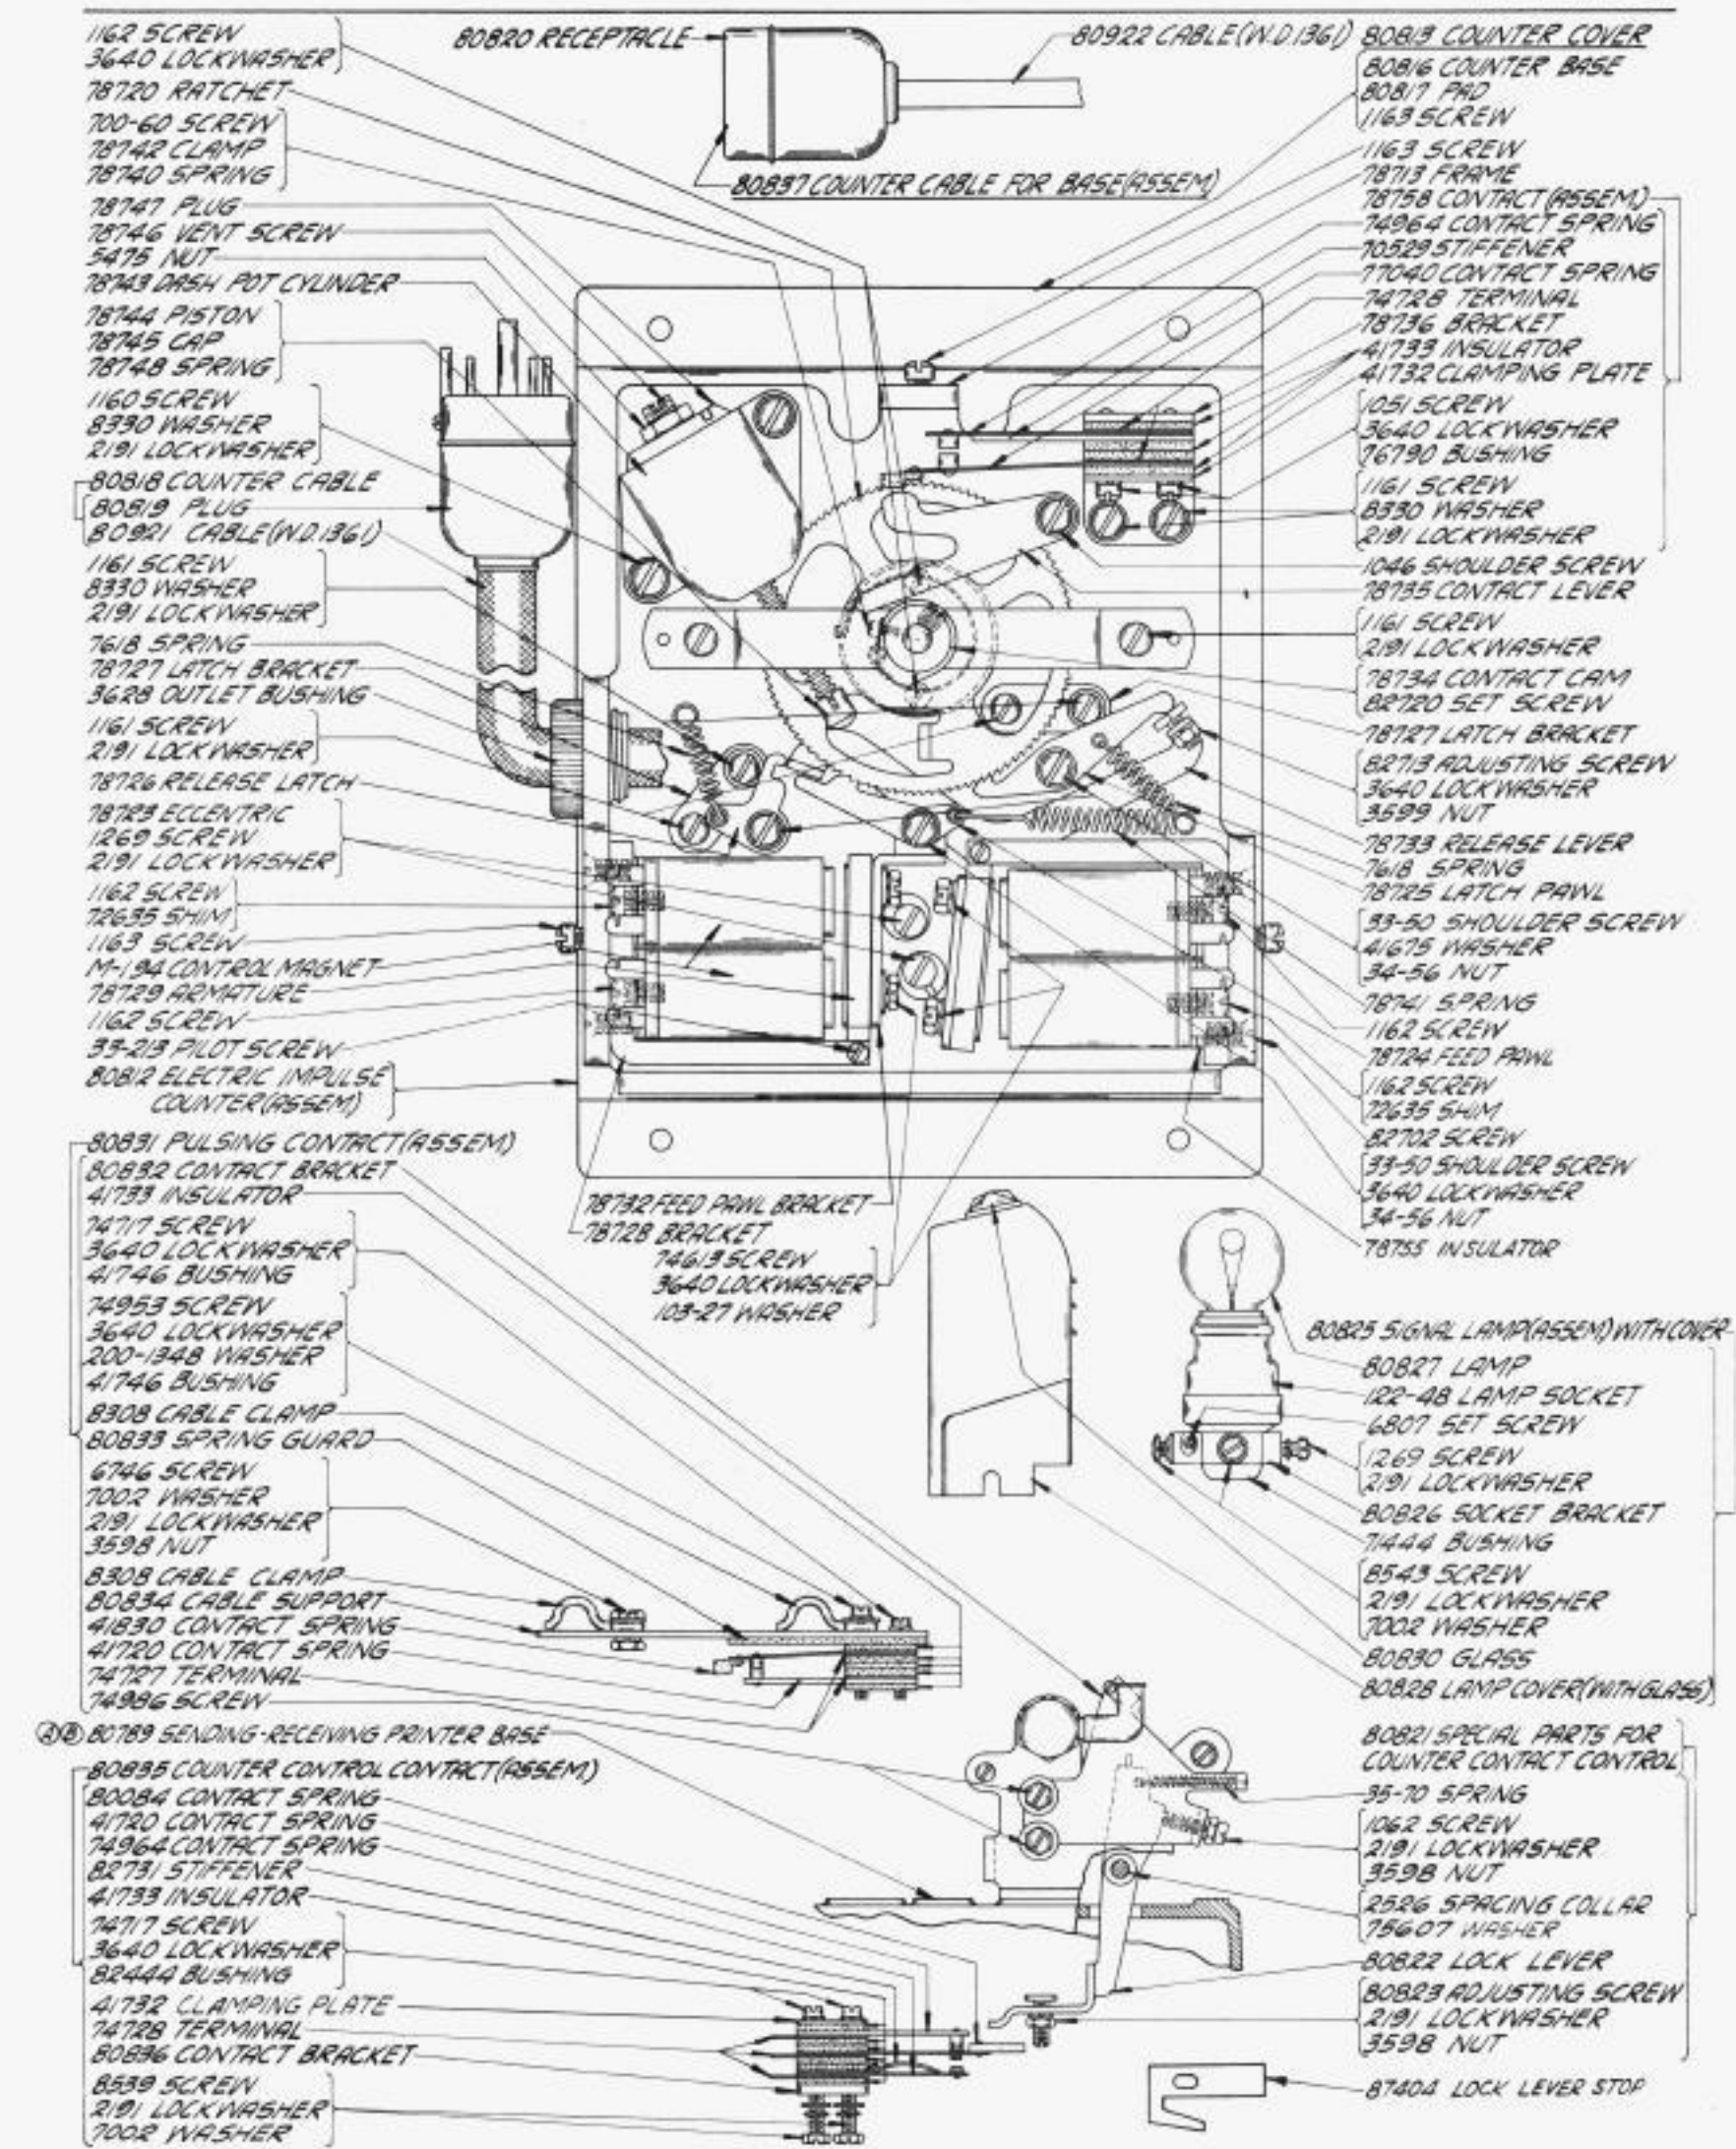 1162 SCREW
3640 LOCKWASHER
78720 RATCHET
700-60 SCREW
78742 CLAMP
78740 SPRING
78747 PLUG
78746 VENT SCREW
5475 NUT
78743 DASH POT CYLINDER
78744 PISTON
78745 CAP
78748 SPRING
1160 SCREW
8330 WASHER
2191 LOCKWASHER
80818 COUNTER CABLE
80819 PLUG
80921 CABLE (W.D. 1361)
1161 SCREW
8330 WASHER
2191 LOCKWASHER
7618 SPRING
78727 LATCH BRACKET
3628 OUTLET BUSHING
1161 SCREW
2191 LOCKWASHER
78726 RELEASE LATCH
78723 ECCENTRIC
1269 SCREW
2191 LOCKWASHER
1162 SCREW
72635 SHIM
1163 SCREW
M-194 CONTROL MAGNET
78729 ARMATURE
1162 SCREW
33-213 PILOT SCREW
80812 ELECTRIC IMPULSE
COUNTER (ASSEM)
80820 RECEPTACLE
80922 CABLE (W.D. 1361)
80837 COUNTER CABLE FOR BASE (ASSEM)
80813 COUNTER COVER
80816 COUNTER BASE
80817 PAD
1163 SCREW
1163 SCREW
78713 FRAME
78758 CONTACT (ASSEM)
74964 CONTACT SPRING
70529 STIFFENER
77040 CONTACT SPRING
74728 TERMINAL
78736 BRACKET
41733 INSULATOR
41732 CLAMPING PLATE
1051 SCREW
3640 LOCKWASHER
76790 BUSHING
1161 SCREW
8330 WASHER
2191 LOCKWASHER
1046 SHOULDER SCREW
78735 CONTACT LEVER
1161 SCREW
2191 LOCKWASHER
78734 CONTACT CAM
82720 SET SCREW
78727 LATCH BRACKET
82713 ADJUSTING SCREW
3640 LOCKWASHER
3599 NUT
78733 RELEASE LEVER
7618 SPRING
78725 LATCH PAWL
33-50 SHOULDER SCREW
41675 WASHER
34-56 NUT
78741 SPRING
1162 SCREW
78724 FEED PAWL
1162 SCREW
72635 SHIM
82702 SCREW
33-50 SHOULDER SCREW
3640 LOCKWASHER
34-56 NUT
78755 INSULATOR
78732 FEED PAWL BRACKET
78728 BRACKET
74613 SCREW
3640 LOCKWASHER
103-27 WASHER
80831 PULSING CONTACT (ASSEM)
80832 CONTACT BRACKET
41733 INSULATOR
74717 SCREW
3640 LOCKWASHER
41746 BUSHING
74953 SCREW
3640 LOCKWASHER
200-1348 WASHER
41746 BUSHING
8308 CABLE CLAMP
80833 SPRING GUARD
6746 SCREW
7002 WASHER
2191 LOCKWASHER
3598 NUT
8308 CABLE CLAMP
80834 CABLE SUPPORT
41830 CONTACT SPRING
41720 CONTACT SPRING
74727 TERMINAL
74986 SCREW
Ⓐ Ⓑ 80789 SENDING-RECEIVING PRINTER BASE
80835 COUNTER CONTROL CONTACT (ASSEM)
80084 CONTACT SPRING
41720 CONTACT SPRING
74964 CONTACT SPRING
82731 STIFFENER
41733 INSULATOR
74717 SCREW
3640 LOCKWASHER
82444 BUSHING
41732 CLAMPING PLATE
74728 TERMINAL
80836 CONTACT BRACKET
8539 SCREW
2191 LOCKWASHER
7002 WASHER
80825 SIGNAL LAMP (ASSEM) WITH COVER
80827 LAMP
122-48 LAMP SOCKET
6807 SET SCREW
1269 SCREW
2191 LOCKWASHER
80826 SOCKET BRACKET
71444 BUSHING
8543 SCREW
2191 LOCKWASHER
7002 WASHER
80830 GLASS
80828 LAMP COVER (WITH GLASS)
80821 SPECIAL PARTS FOR
COUNTER CONTACT CONTROL
35-70 SPRING
1062 SCREW
2191 LOCKWASHER
3598 NUT
2526 SPACING COLLAR
75607 WASHER
80822 LOCK LEVER
80823 ADJUSTING SCREW
2191 LOCKWASHER
3598 NUT
87404 LOCK LEVER STOP